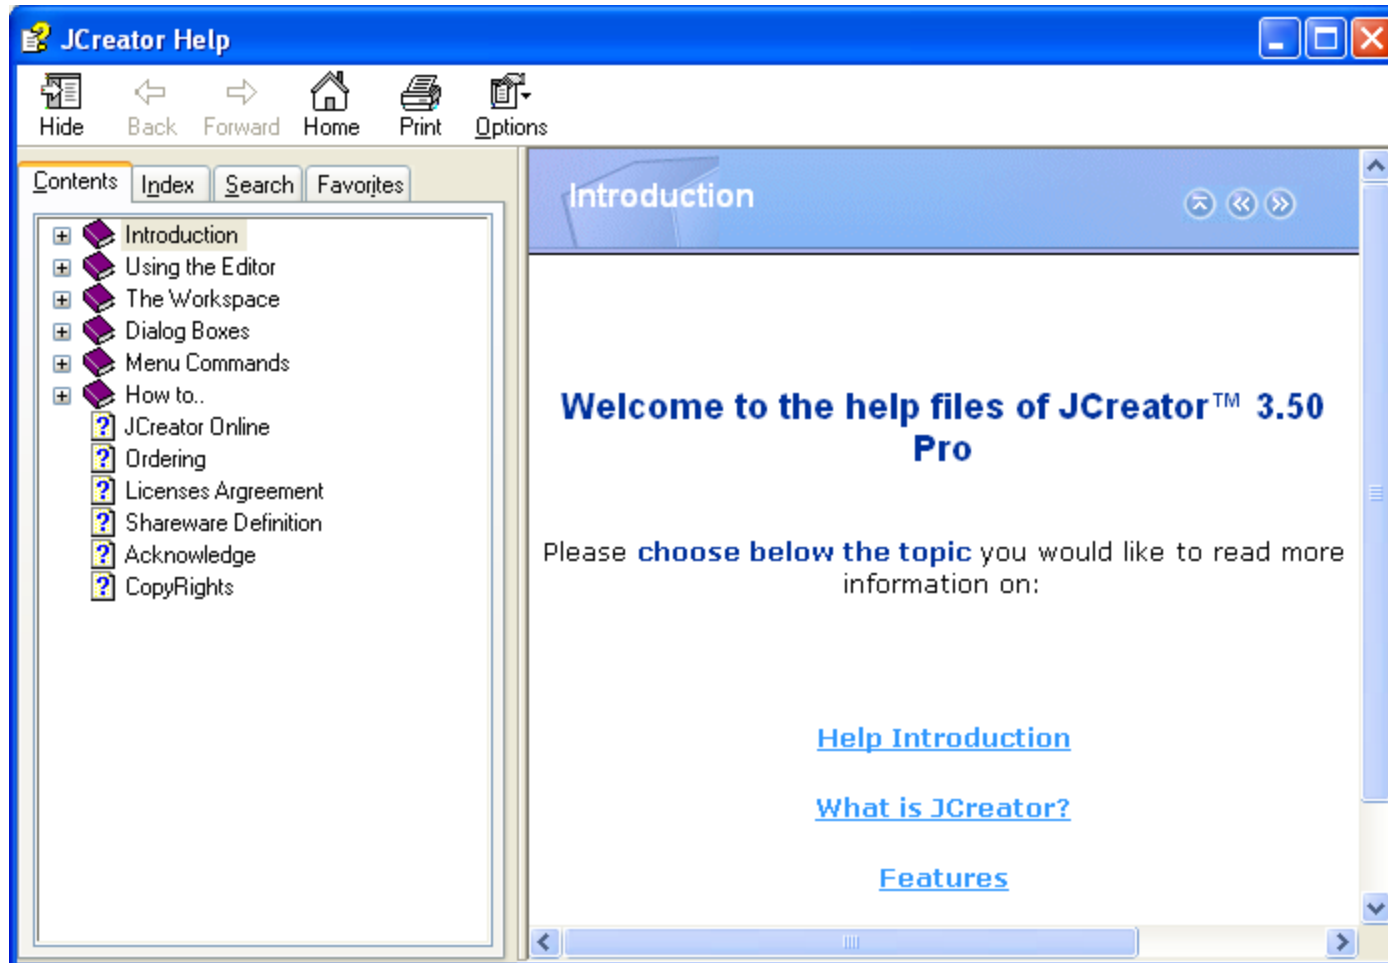 JCreator Help
Hide Back Forward Home Print Options
Contents Index Search Favorites
Introduction
Using the Editor
The Workspace
Dialog Boxes
Menu Commands
How to..
JCreator Online
Ordering
Licenses Argreement
Shareware Definition
Acknowledge
CopyRights
Introduction
Welcome to the help files of JCreator™ 3.50
Pro
Please choose below the topic you would like to read more
information on:
Help Introduction
What is JCreator?
Features